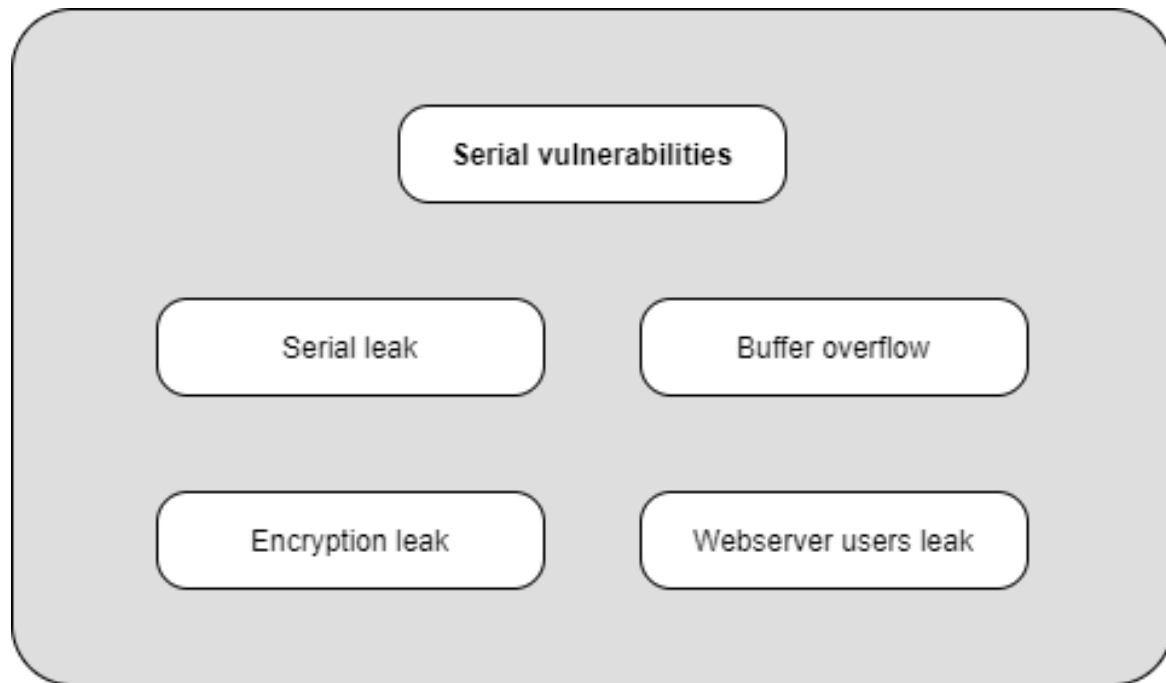 Serial vulnerabilities
Serial leak
Buffer overflow
Encryption leak
Webserver users leak